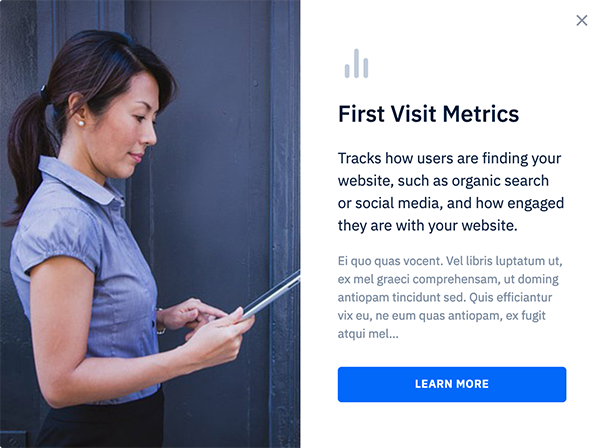 First Visit Metrics
Tracks how users are finding your
website, such as organic search
or social media, and how engaged
they are with your website.
Ei quo quas vocent. Vel libris luptatum ut,
ex mel graeci comprehensam, ut doming
antiopam tincidunt sed. Quis efficiantur
vix eu, ne eum quas antiopam, ex fugit
atqui mel...
LEARN MORE